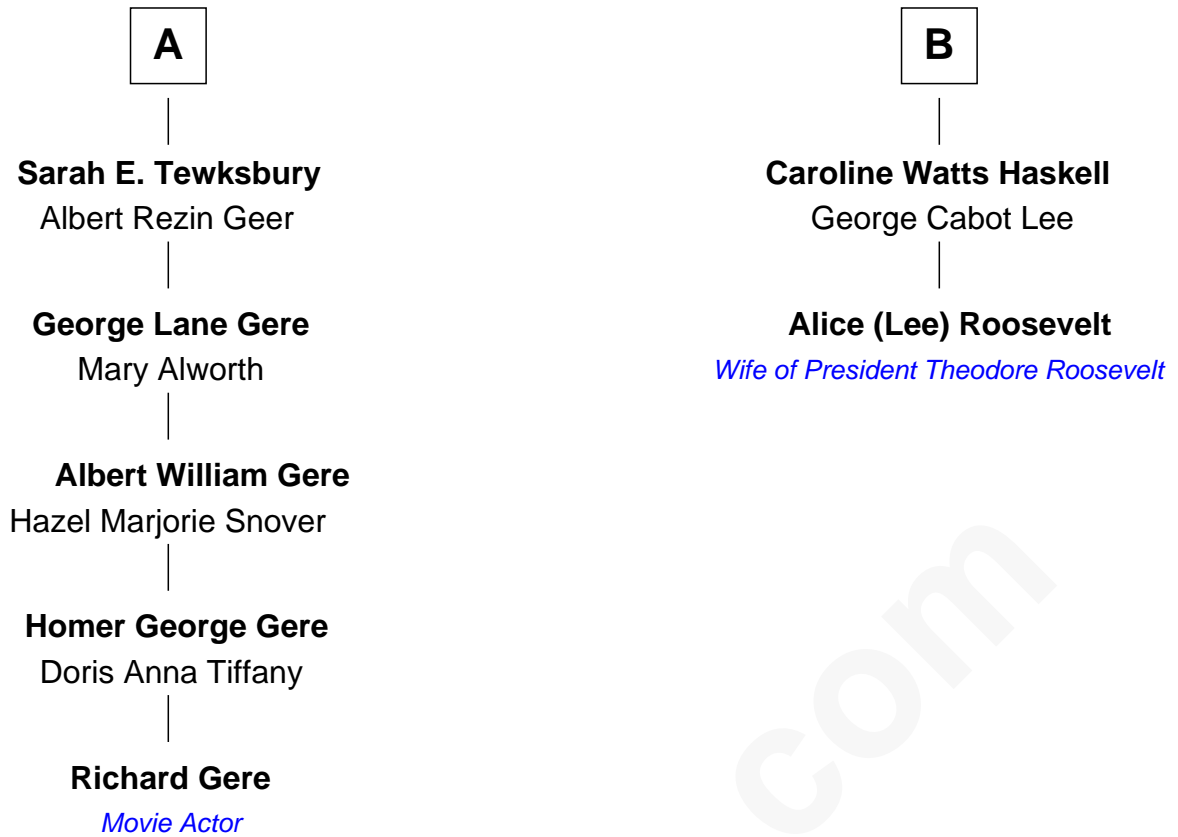 A
Sarah E. Tewksbury
Albert Rezin Geer
George Lane Gere
Mary Alworth
Albert William Gere
Hazel Marjorie Snover
Homer George Gere
Doris Anna Tiffany
Richard Gere
Movie Actor
B
Caroline Watts Haskell
George Cabot Lee
Alice (Lee) Roosevelt
Wife of President Theodore Roosevelt
com